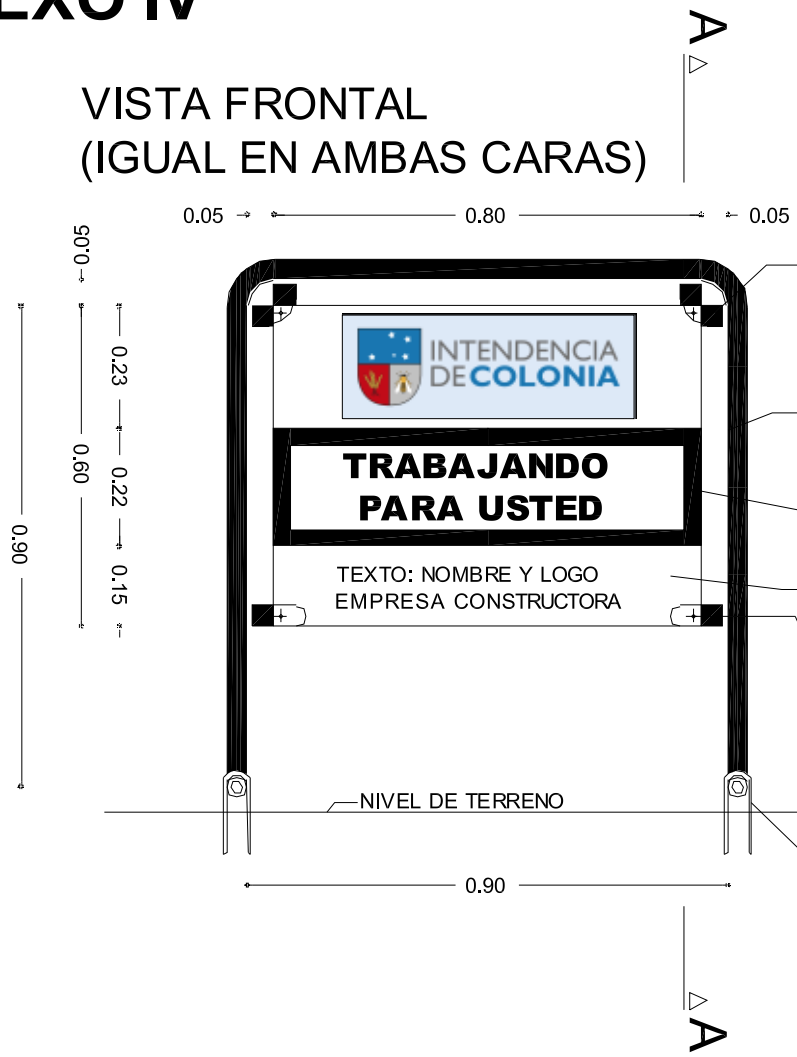 EXO IV
A
VISTA FRONTAL
(IGUAL EN AMBAS CARAS)
0.05
0.80
0.05
0.05
0.23
0.60
0.22
0.90
0.15
INTENDENCIA
DE COLONIA
TRABAJANDO
PARA USTED
TEXTO: NOMBRE Y LOGO
EMPRESA CONSTRUCTORA
NIVEL DE TERRENO
0.90
A